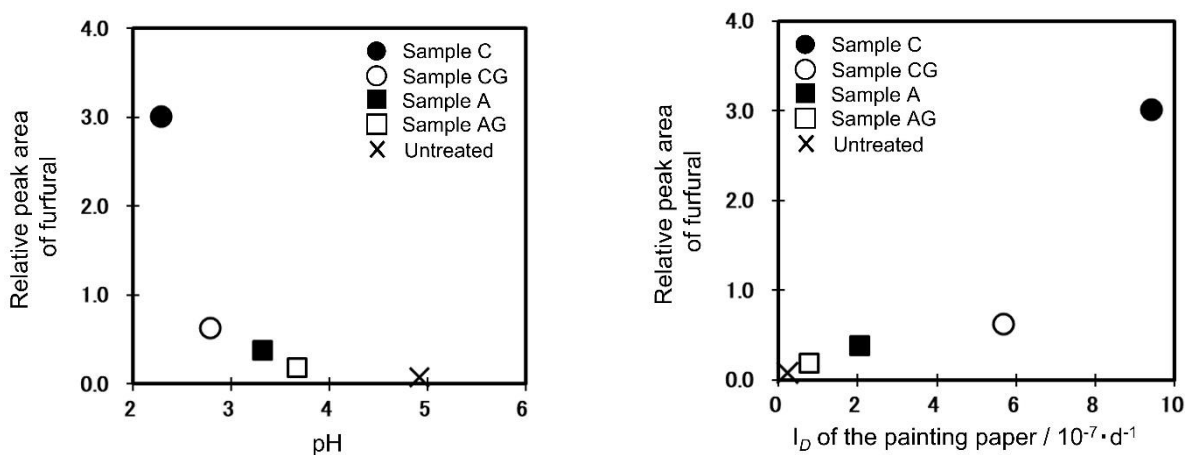 4.0
3.0
2.0
1.0
0.0
Relative peak area
of furfural
Sample C
Sample CG
Sample A
Sample AG
Untreated
2 3 4 5 6
pH
4.0
3.0
2.0
1.0
0.0
Relative peak area
of furfural
Sample C
Sample CG
Sample A
Sample AG
Untreated
0 2 4 6 8 10
I_D of the painting paper / 10⁻⁷・d⁻¹